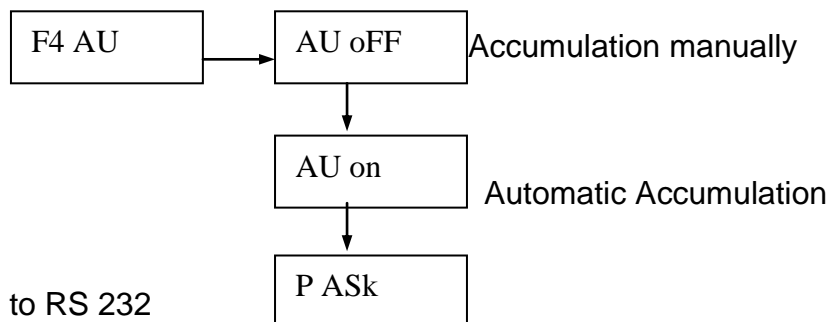 F4 AU
AU oFF
Accumulation manually
AU on
Automatic Accumulation
P ASk
to RS 232